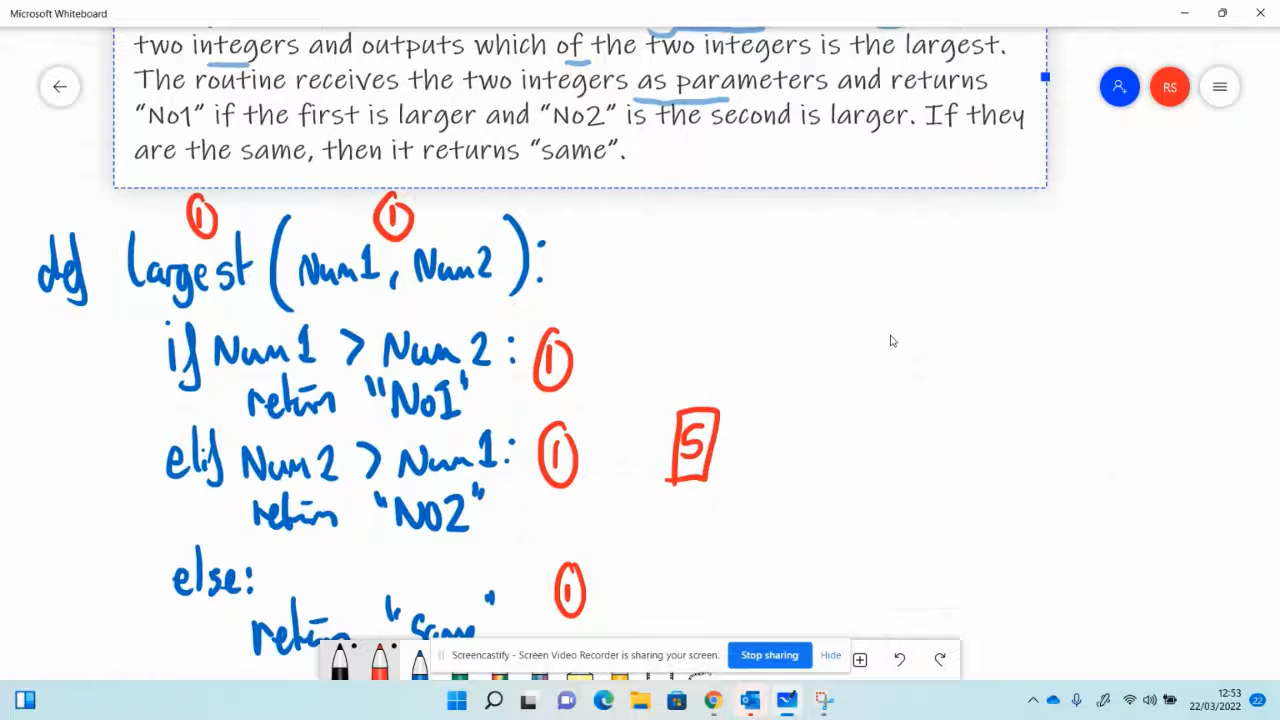 Microsoft Whiteboard
two integers and outputs which of the two integers is the largest.
The routine receives the two integers as parameters and returns
"No1" if the first is larger and "No2" is the second is larger. If they
are the same, then it returns "same".
RS
1 1
def largest (Num1, Num2):
if Num1 > Num2: 1
return "No1"
elif Num2 > Num1: 1
5
return "No2"
else: 1
return "Same"
Screencastify - Screen Video Recorder is sharing your screen. Stop sharing Hide
12:53
22/03/2022
22